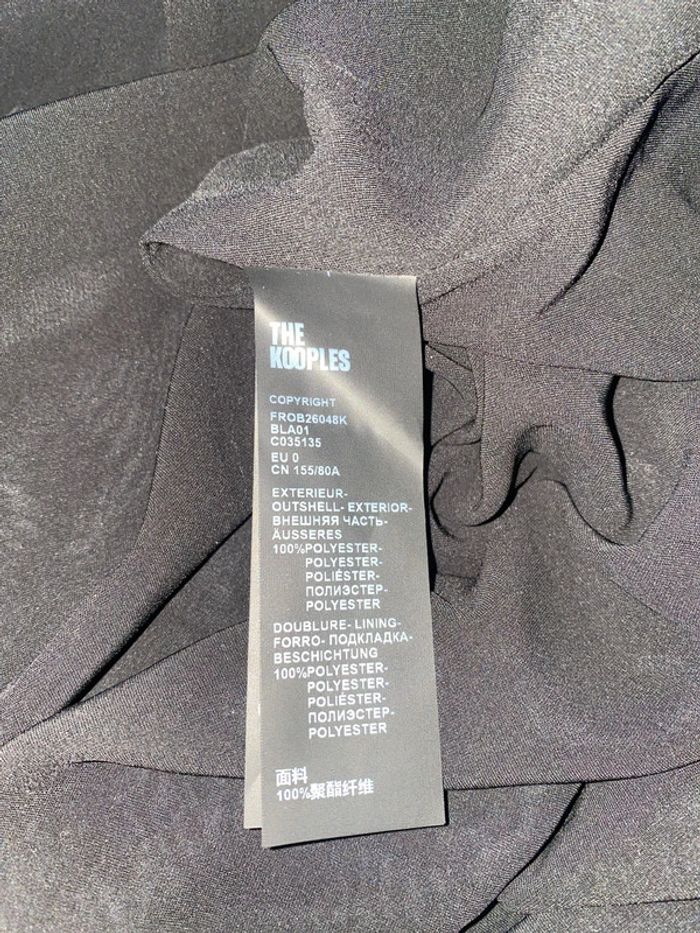 THE
KOOPLES
COPYRIGHT
FROB26048K
BLA01
C035135
EU 0
CN 155/80A
EXTERIEUR-
OUTSHELL- EXTERIOR-
ВНЕШНЯЯ ЧАСТЬ-
ÄUSSERES
100%POLYESTER-
POLYESTER-
POLIÉSTER-
ПОЛИЭСТЕР-
POLYESTER
DOUBLURE- LINING-
FORRO- ПОДКЛАДКА-
BESCHICHTUNG
100%POLYESTER-
POLYESTER-
POLIÉSTER-
ПОЛИЭСТЕР-
POLYESTER
面料
100%聚酯纤维